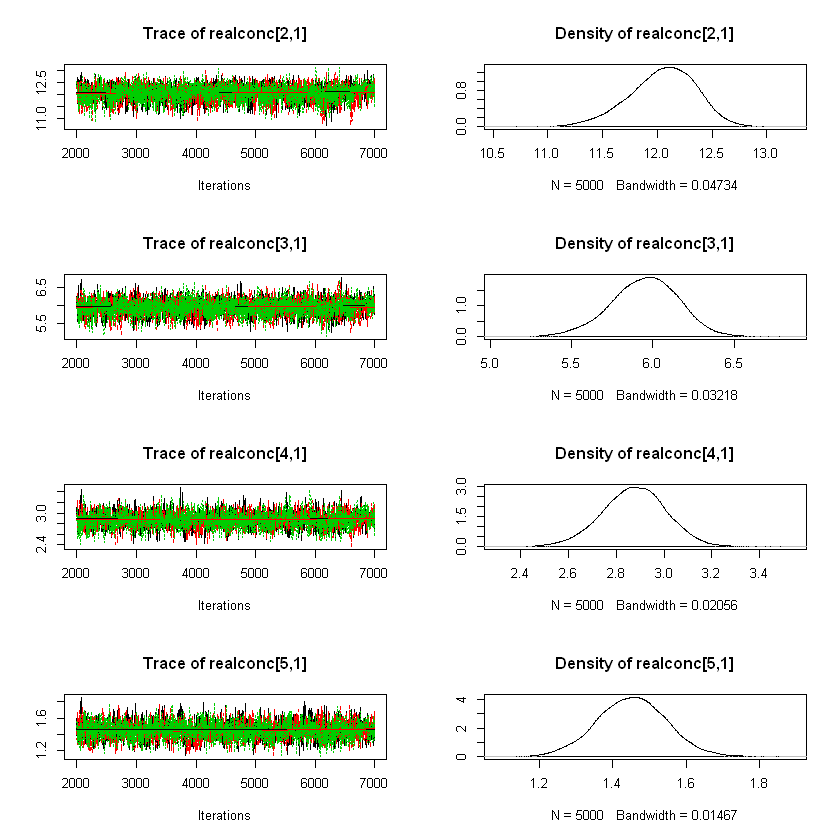 Trace of realconc[2,1]
12.5
11.0
2000 3000 4000 5000 6000 7000
Iterations
Density of realconc[2,1]
0.8
0.0
10.5 11.0 11.5 12.0 12.5 13.0
N = 5000 Bandwidth = 0.04734
Trace of realconc[3,1]
6.5
5.5
2000 3000 4000 5000 6000 7000
Iterations
Density of realconc[3,1]
1.0
0.0
5.0 5.5 6.0 6.5
N = 5000 Bandwidth = 0.03218
Trace of realconc[4,1]
3.0
2.4
2000 3000 4000 5000 6000 7000
Iterations
Density of realconc[4,1]
3.0
1.5
0.0
2.4 2.6 2.8 3.0 3.2 3.4
N = 5000 Bandwidth = 0.02056
Trace of realconc[5,1]
1.6
1.2
2000 3000 4000 5000 6000 7000
Iterations
Density of realconc[5,1]
4
2
0
1.2 1.4 1.6 1.8
N = 5000 Bandwidth = 0.01467